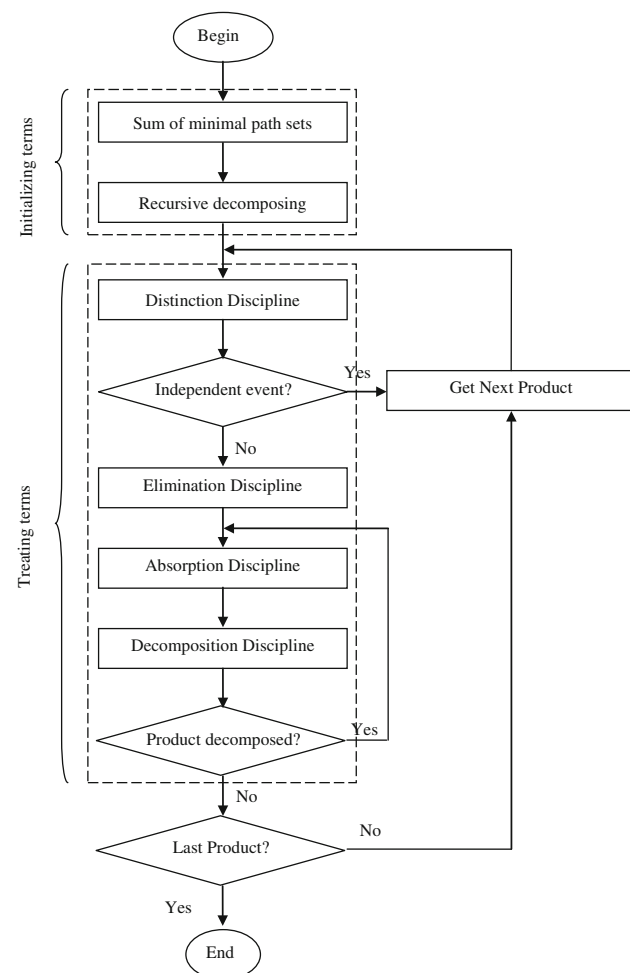 Begin
Initializing terms
Sum of minimal path sets
Recursive decomposing
Treating terms
Distinction Discipline
Independent event?
Yes
Get Next Product
No
Elimination Discipline
Absorption Discipline
Decomposition Discipline
Product decomposed?
Yes
No
Last Product?
No
Yes
End